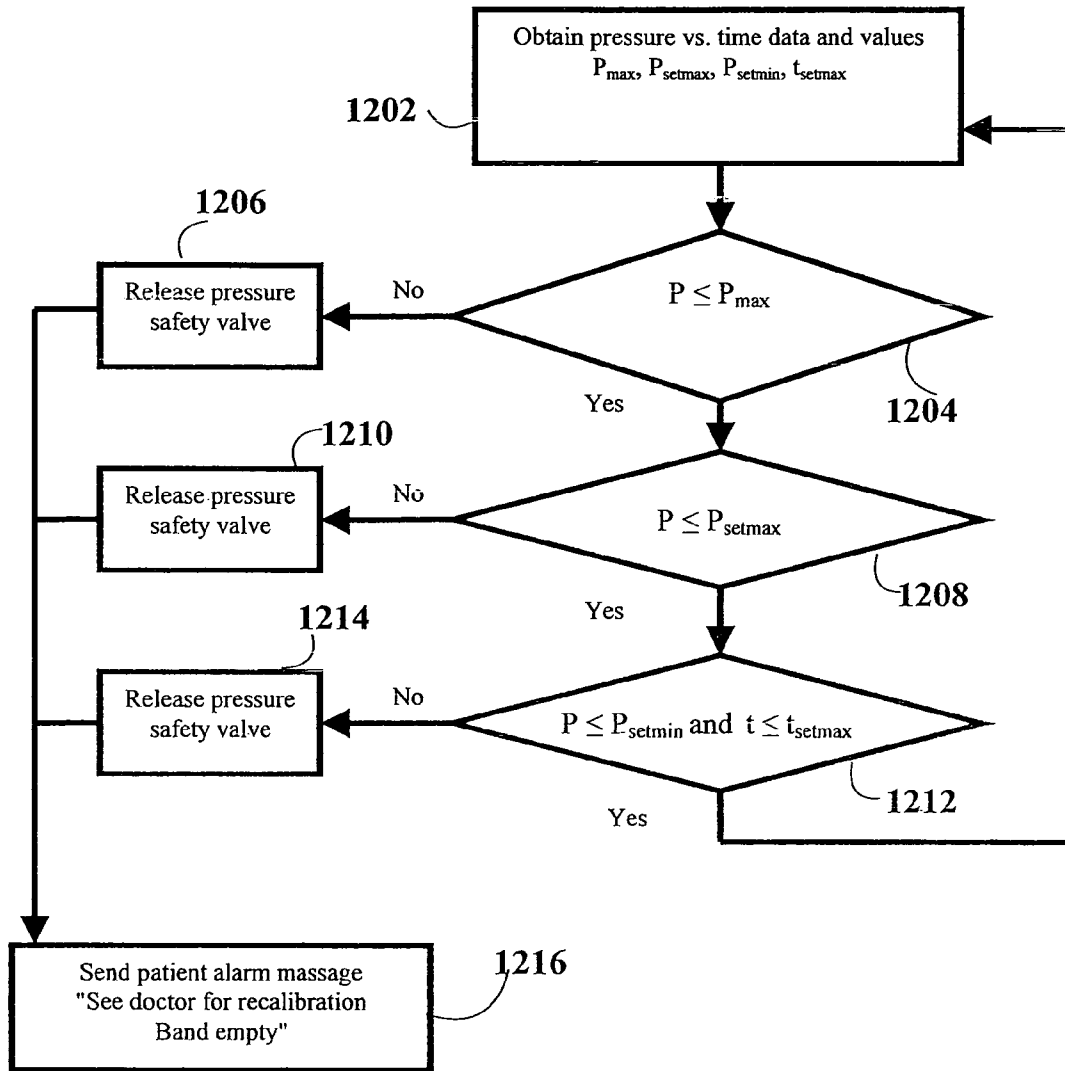 Obtain pressure vs. time data and values
Pmax, Psetmax, Psetmin, tsetmax
1202
1206
Release pressure
safety valve
No
P ≤ Pmax
1204
Yes
1210
Release pressure
safety valve
No
P ≤ Psetmax
1208
Yes
1214
Release pressure
safety valve
No
P ≤ Psetmin and t ≤ tsetmax
1212
Yes
Send patient alarm massage
"See doctor for recalibration
Band empty"
1216